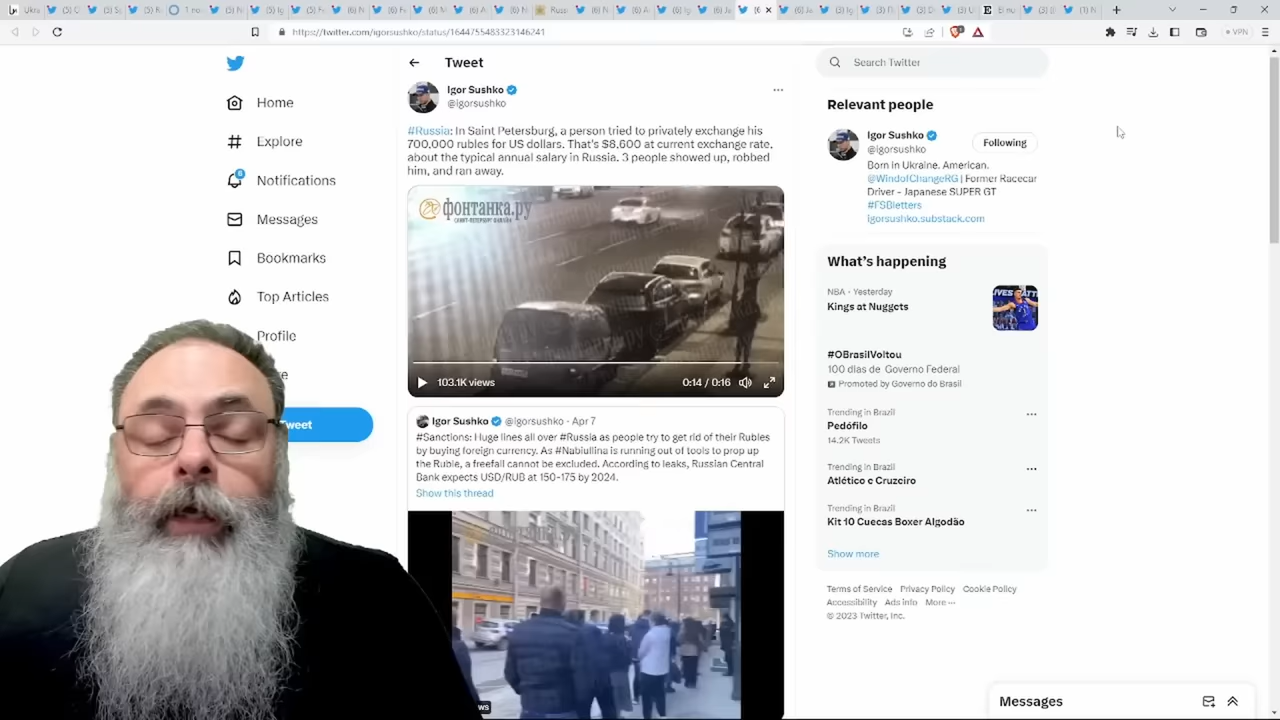 https://twitter.com/igorsushko/status/1644755483323146241
VPN
Home
Explore
Notifications
Messages
Bookmarks
Top Articles
Profile
weet
Tweet
Igor Sushko
@igorsushko
#Russia: In Saint Petersburg, a person tried to privately exchange his
700,000 rubles for US dollars. That's $8,600 at current exchange rate,
about the typical annual salary in Russia. 3 people showed up, robbed
him, and ran away.
фонтанка.ру
103.1K views
0:14 / 0:16
Igor Sushko @igorsushko · Apr 7
#Sanctions: Huge lines all over #Russia as people try to get rid of their Rubles
by buying foreign currency. As #Nabiullina is running out of tools to prop up
the Ruble, a freefall cannot be excluded. According to leaks, Russian Central
Bank expects USD/RUB at 150-175 by 2024.
Show this thread
Search Twitter
Relevant people
Igor Sushko
@igorsushko
Following
Born in Ukraine. American.
@WindofChangeRG | Former Racecar
Driver - Japanese SUPER GT
#FSBletters
igorsushko.substack.com
What's happening
NBA · Yesterday
Kings at Nuggets
#OBrasilVoltou
100 dias de Governo Federal
Promoted by Governo do Brasil
Trending in Brazil
Pedófilo
14.2K Tweets
Trending in Brazil
Atlético e Cruzeiro
Trending in Brazil
Kit 10 Cuecas Boxer Algodão
Show more
Terms of Service Privacy Policy Cookie Policy
Accessibility Ads info More ···
© 2023 Twitter, Inc.
Messages